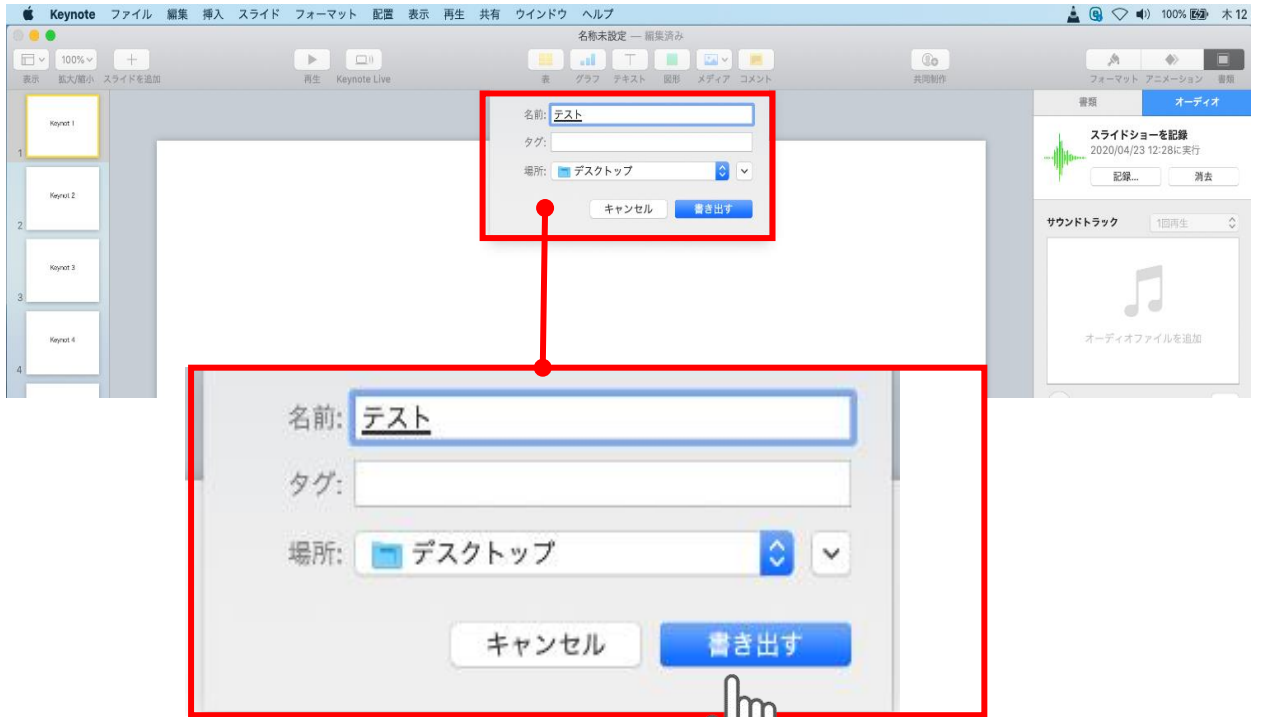 Keynote ファイル 編集 挿入 スライド フォーマット 配置 表示 再生 共有 ウインドウ ヘルプ 100% 木12
名称未設定 — 編集済み
100%
表示 拡大/縮小 スライドを追加 再生 Keynote Live 表 グラフ テキスト 図形 メディア コメント 共同制作 フォーマット アニメーション 書類
Keynot 1
1
Keynot 2
2
Keynot 3
3
Keynot 4
4
名前: テスト
タグ:
場所: デスクトップ
キャンセル 書き出す
書類 オーディオ
スライドショーを記録
2020/04/23 12:28に実行
記録... 消去
サウンドトラック 1回再生
オーディオファイルを追加
名前: テスト
タグ:
場所: デスクトップ
キャンセル 書き出す